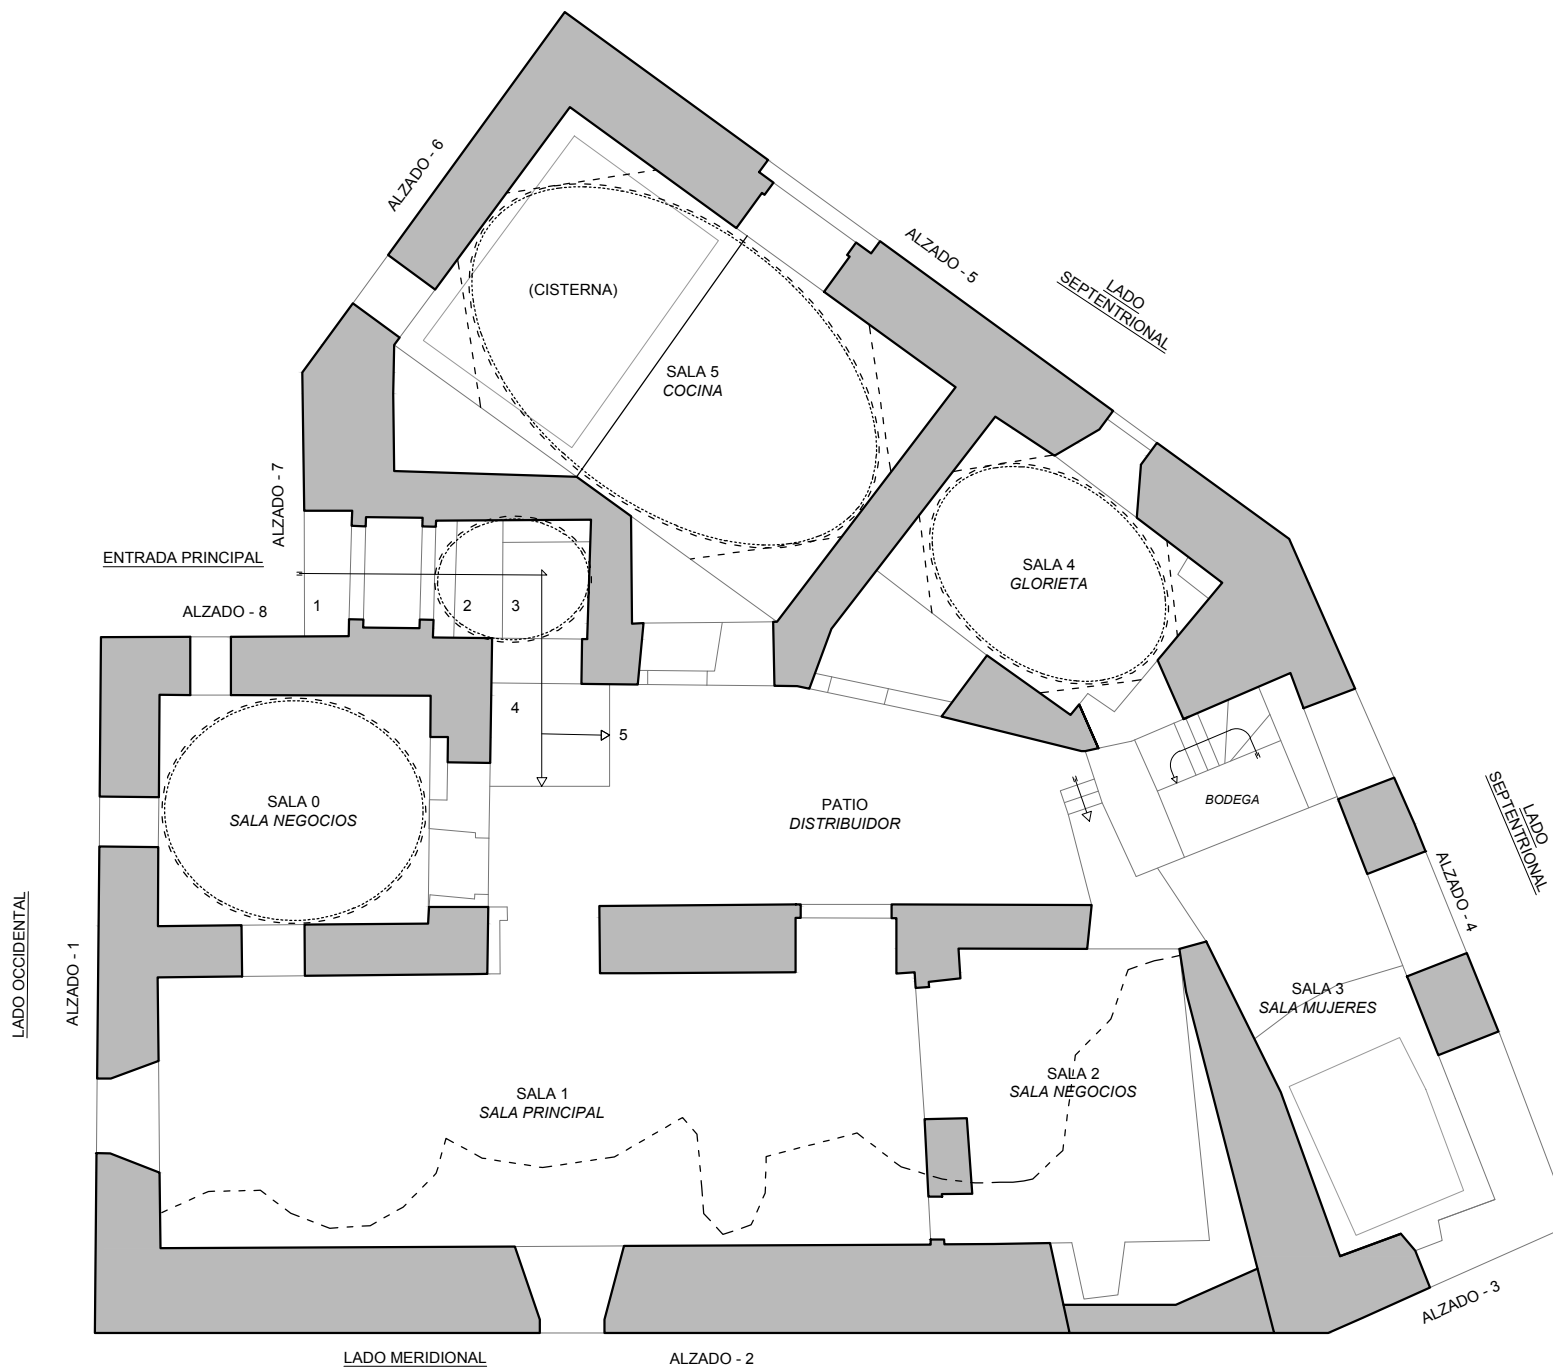 ALZADO - 6
ALZADO - 5
LADO
SEPTENTRIONAL
(CISTERNA)
SALA 5
COCINA
ALZADO - 7
ENTRADA PRINCIPAL
ALZADO - 8
1
2
3
4
5
SALA 4
GLORIETA
SALA 0
SALA NEGOCIOS
PATIO
DISTRIBUIDOR
BODEGA
LADO
SEPTENTRIONAL
ALZADO - 4
LADO OCCIDENTAL
ALZADO - 1
SALA 3
SALA MUJERES
SALA 1
SALA PRINCIPAL
SALA 2
SALA NEGOCIOS
ALZADO - 3
LADO MERIDIONAL
ALZADO - 2